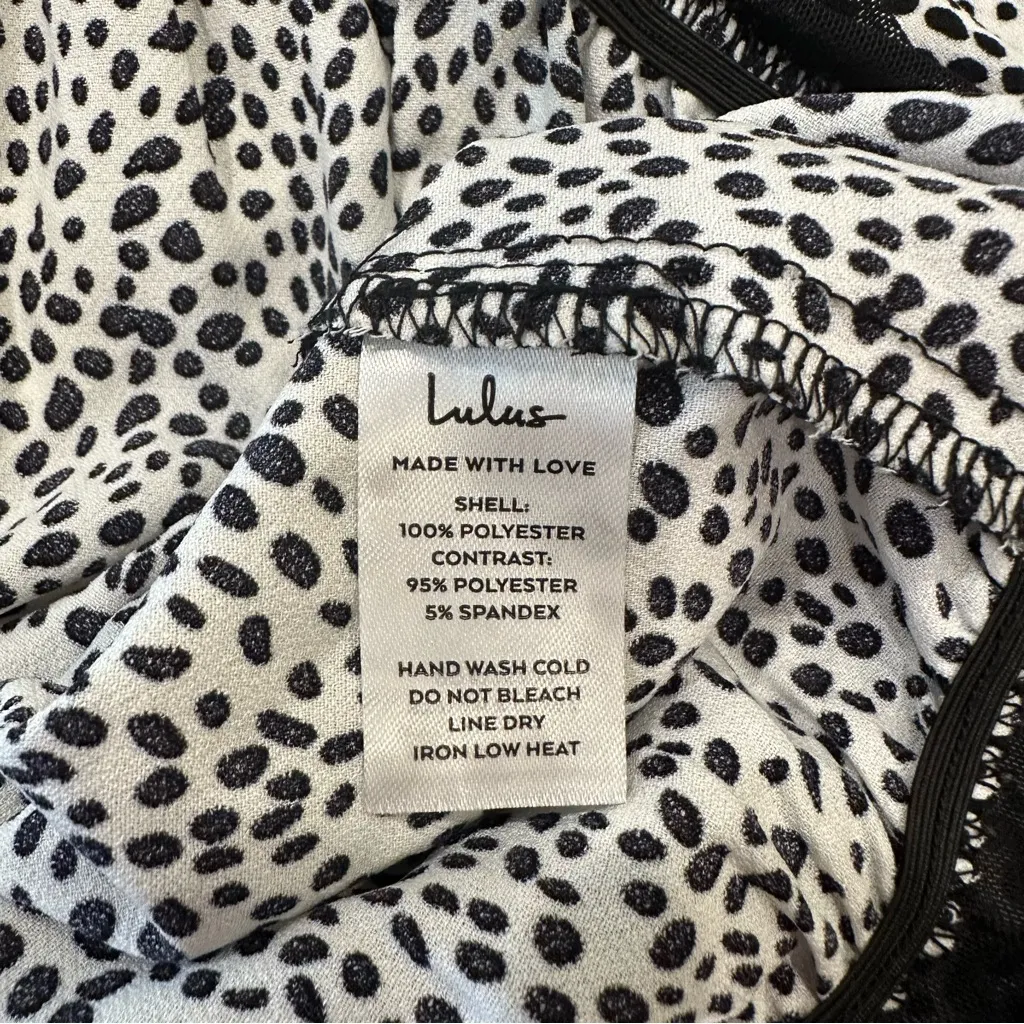 Lulus
MADE WITH LOVE
SHELL:
100% POLYESTER
CONTRAST:
95% POLYESTER
5% SPANDEX
HAND WASH COLD
DO NOT BLEACH
LINE DRY
IRON LOW HEAT